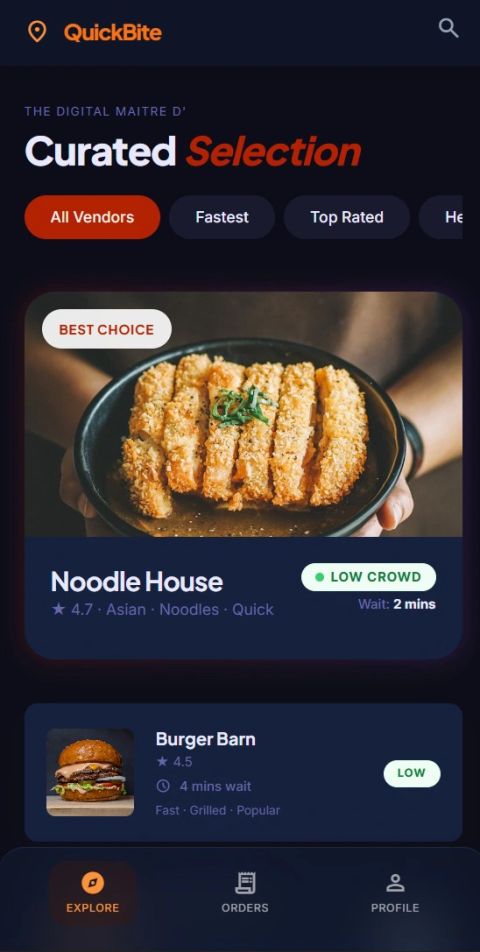 QuickBite
THE DIGITAL MAITRE D'
Curated Selection
All Vendors
Fastest
Top Rated
He
BEST CHOICE
Noodle House
LOW CROWD
★ 4.7 · Asian · Noodles · Quick
Wait: 2 mins
Burger Barn
★ 4.5
4 mins wait
LOW
Fast · Grilled · Popular
EXPLORE
ORDERS
PROFILE